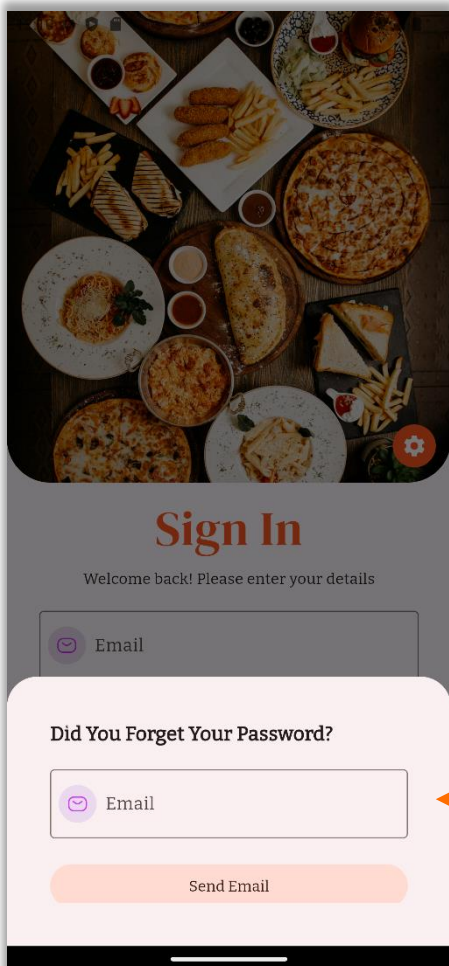 Sign In
Welcome back! Please enter your details
Email
Did You Forget Your Password?
Email
Send Email